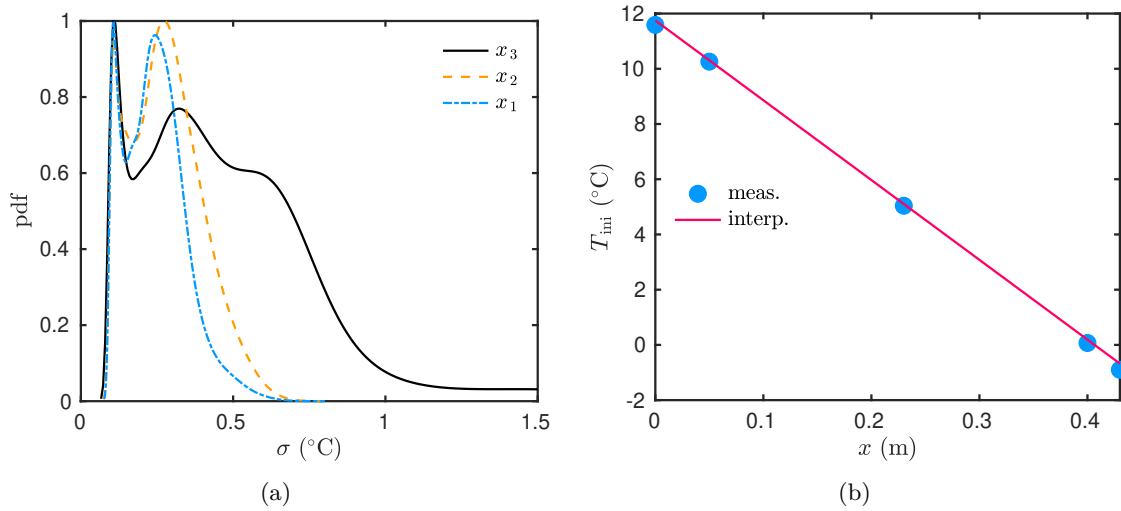 1
0.8
0.6
0.4
0.2
0
0 0.5 1 1.5
pdf
σ (°C)
x₃
x₂
x₁
(a)
12
10
8
6
4
2
0
-2
0 0.1 0.2 0.3 0.4
T_ini (°C)
x (m)
meas.
interp.
(b)